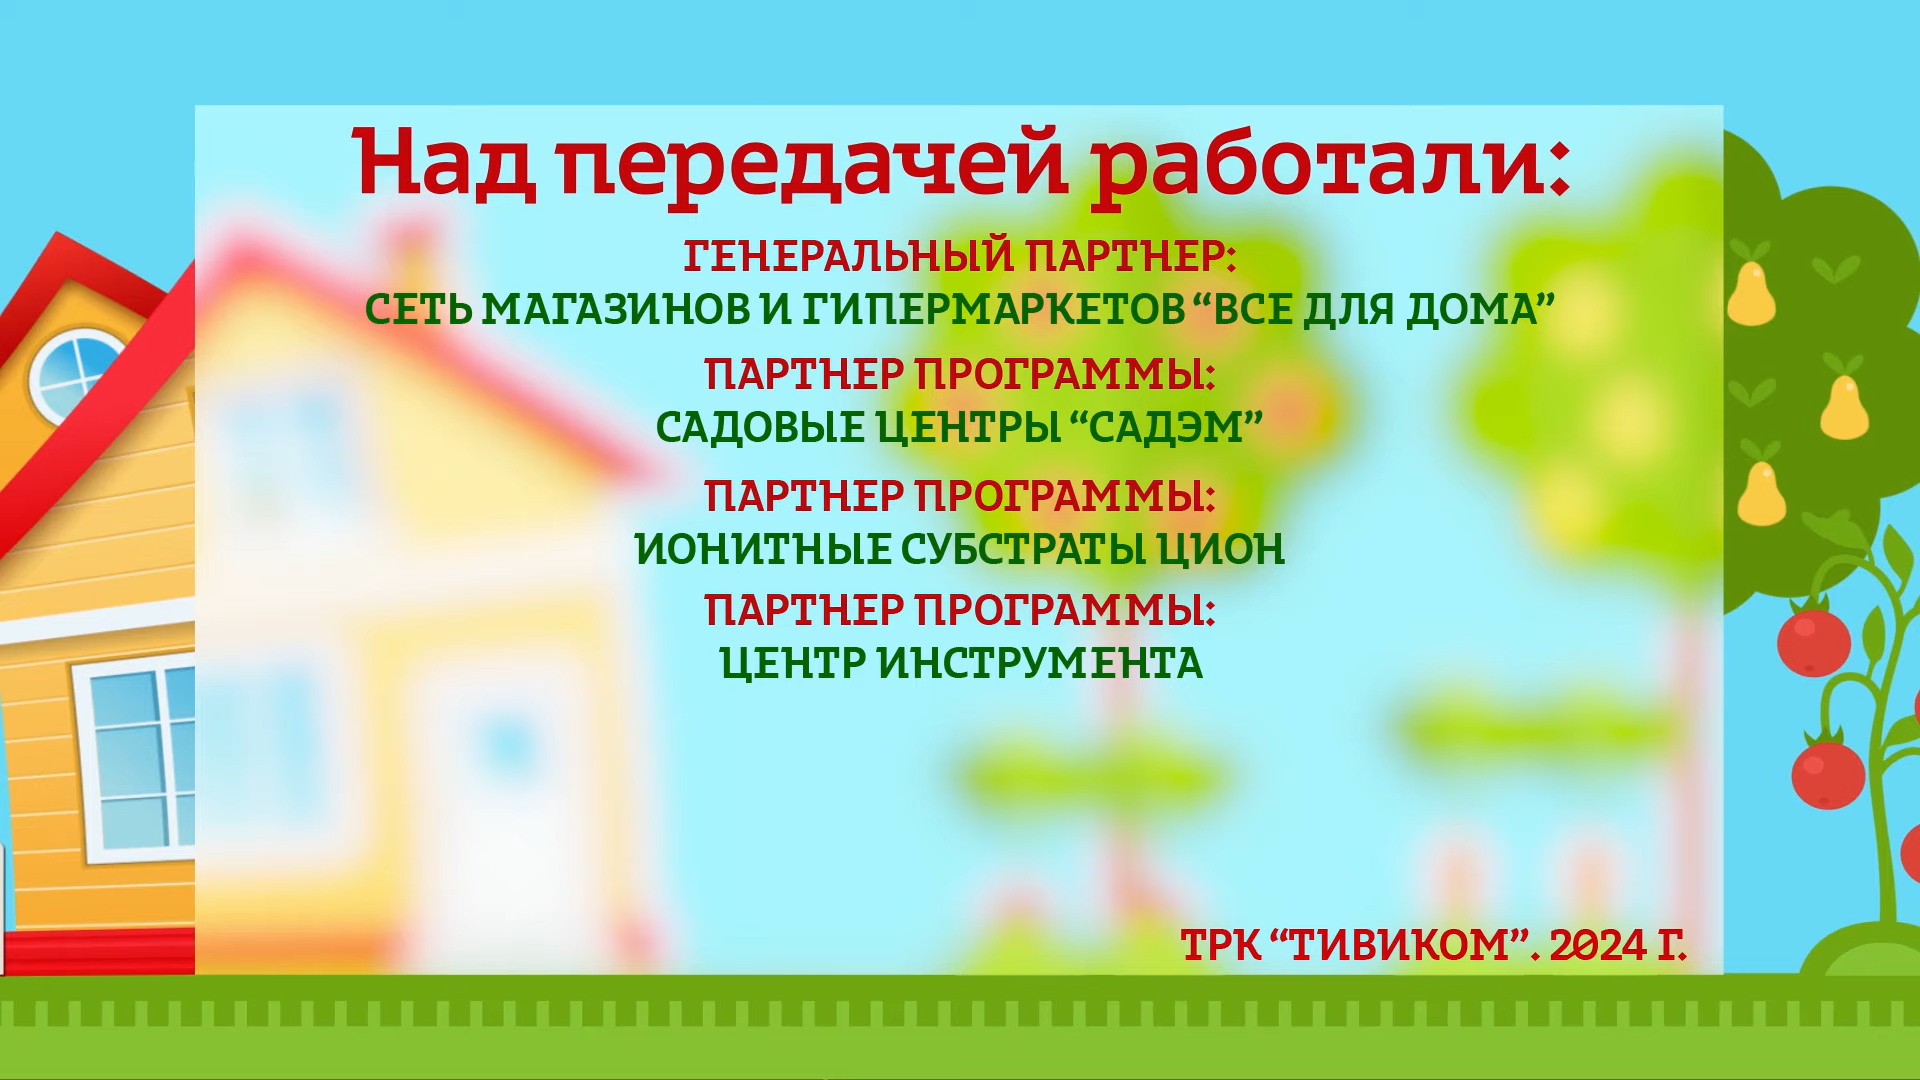 Над передачей работали:
ГЕНЕРАЛЬНЫЙ ПАРТНЕР:
СЕТЬ МАГАЗИНОВ И ГИПЕРМАРКЕТОВ “ВСЕ ДЛЯ ДОМА”
ПАРТНЕР ПРОГРАММЫ:
САДОВЫЕ ЦЕНТРЫ “САДЭМ”
ПАРТНЕР ПРОГРАММЫ:
ИОНИТНЫЕ СУБСТРАТЫ ЦИОН
ПАРТНЕР ПРОГРАММЫ:
ЦЕНТР ИНСТРУМЕНТА
ТРК “ТИВИКОМ”. 2024 Г.